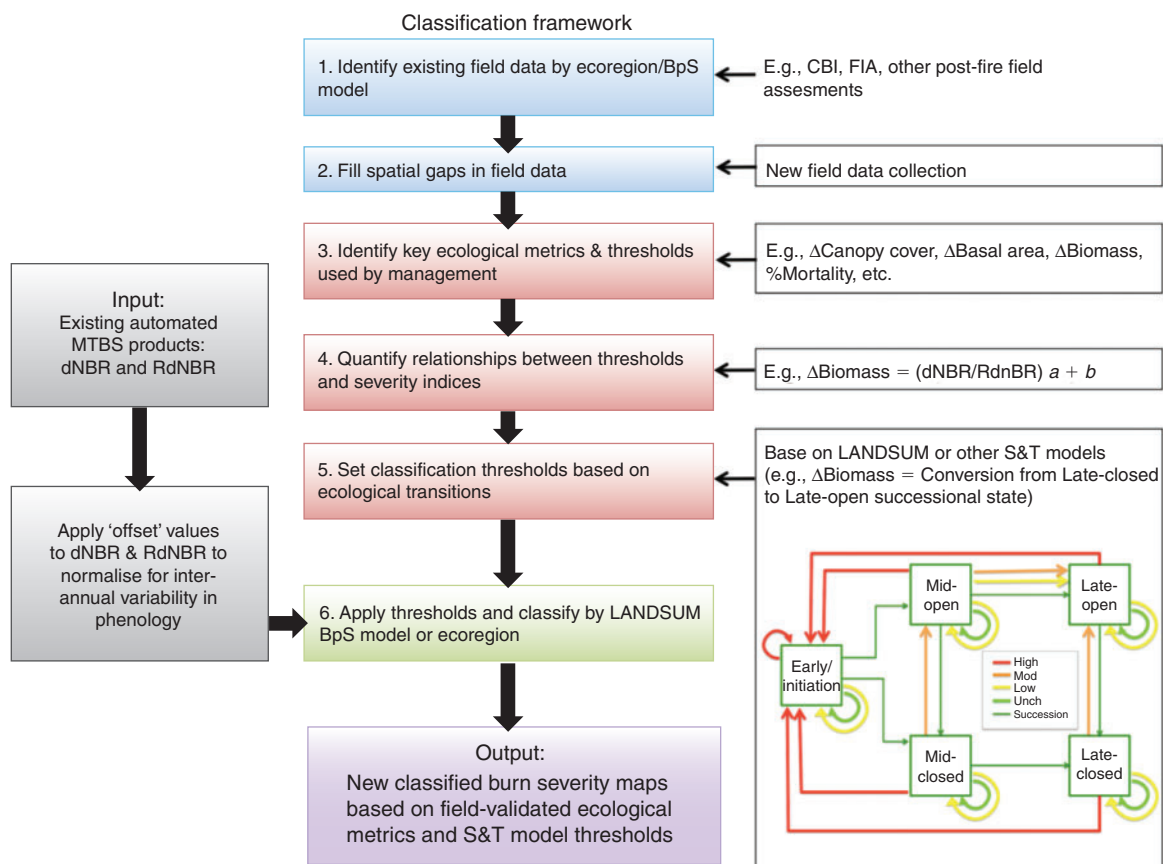 Classification framework
1. Identify existing field data by ecoregion/BpS
model
E.g., CBI, FIA, other post-fire field
assesments
2. Fill spatial gaps in field data
New field data collection
3. Identify key ecological metrics & thresholds
used by management
E.g., ΔCanopy cover, ΔBasal area, ΔBiomass,
%Mortality, etc.
Input:
Existing automated
MTBS products:
dNBR and RdNBR
4. Quantify relationships between thresholds
and severity indices
E.g., ΔBiomass = (dNBR/RdnBR) a + b
5. Set classification thresholds based on
ecological transitions
Base on LANDSUM or other S&T models
(e.g., ΔBiomass = Conversion from Late-closed
to Late-open successional state)
Apply ‘offset’ values
to dNBR & RdNBR to
normalise for inter-
annual variability in
phenology
6. Apply thresholds and classify by LANDSUM
BpS model or ecoregion
Mid-
open
Late-
open
Early/
initiation
High
Mod
Low
Unch
Succession
Mid-
closed
Late-
closed
Output:
New classified burn severity maps
based on field-validated ecological
metrics and S&T model thresholds